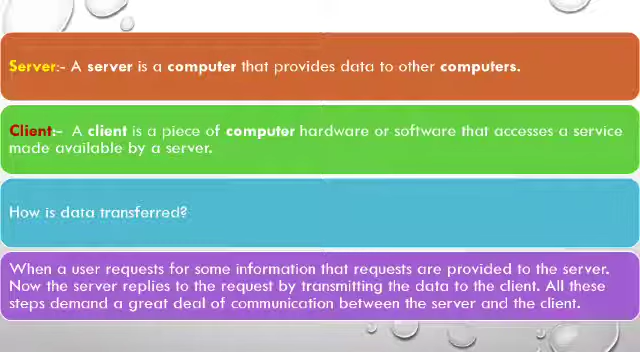 Server:- A server is a computer that provides data to other computers.
Client:- A client is a piece of computer hardware or software that accesses a service
made available by a server.
How is data transferred?
When a user requests for some information that requests are provided to the server.
Now the server replies to the request by transmitting the data to the client. All these
steps demand a great deal of communication between the server and the client.